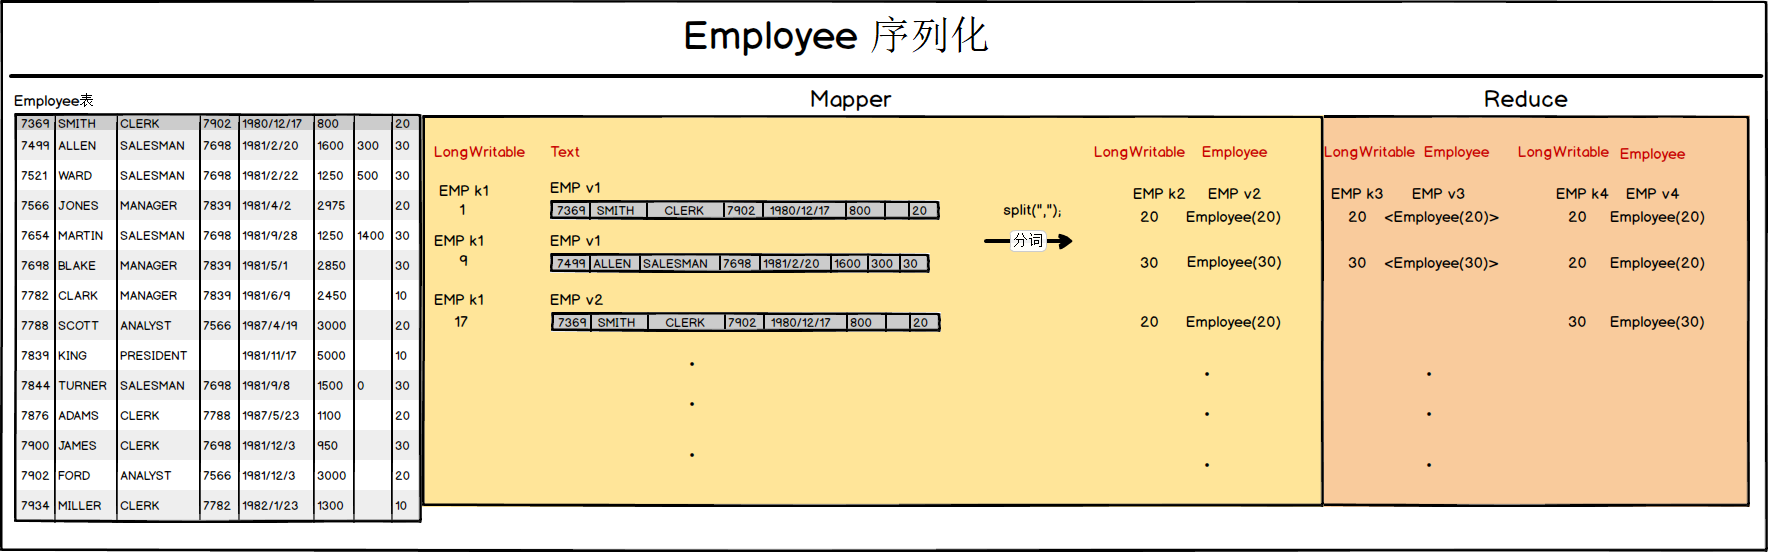 Employee 序列化
Employee表
Mapper
Reduce
7369 SMITH CLERK 7902 1980/12/17 800 20
7499 ALLEN SALESMAN 7698 1981/2/20 1600 300 30
7521 WARD SALESMAN 7698 1981/2/22 1250 500 30
7566 JONES MANAGER 7839 1981/4/2 2975 20
7654 MARTIN SALESMAN 7698 1981/9/28 1250 1400 30
7698 BLAKE MANAGER 7839 1981/5/1 2850 30
7782 CLARK MANAGER 7839 1981/6/9 2450 10
7788 SCOTT ANALYST 7566 1987/4/19 3000 20
7839 KING PRESIDENT 1981/11/17 5000 10
7844 TURNER SALESMAN 7698 1981/9/8 1500 0 30
7876 ADAMS CLERK 7788 1987/5/23 1100 20
7900 JAMES CLERK 7698 1981/12/3 950 30
7902 FORD ANALYST 7566 1981/12/3 3000 20
7934 MILLER CLERK 7782 1982/1/23 1300 10
LongWritable Text
EMP k1 EMP v1
1 7369 SMITH CLERK 7902 1980/12/17 800 20
EMP k1 EMP v1
9 7499 ALLEN SALESMAN 7698 1981/2/20 1600 300 30
EMP k1 EMP v2
17 7369 SMITH CLERK 7902 1980/12/17 800 20
split(",");
分词
LongWritable Employee
EMP k2 EMP v2
20 Employee(20)
30 Employee(30)
20 Employee(20)
LongWritable Employee
EMP k3 EMP v3
20 <Employee(20)>
30 <Employee(30)>
LongWritable Employee
EMP k4 EMP v4
20 Employee(20)
20 Employee(20)
30 Employee(30)